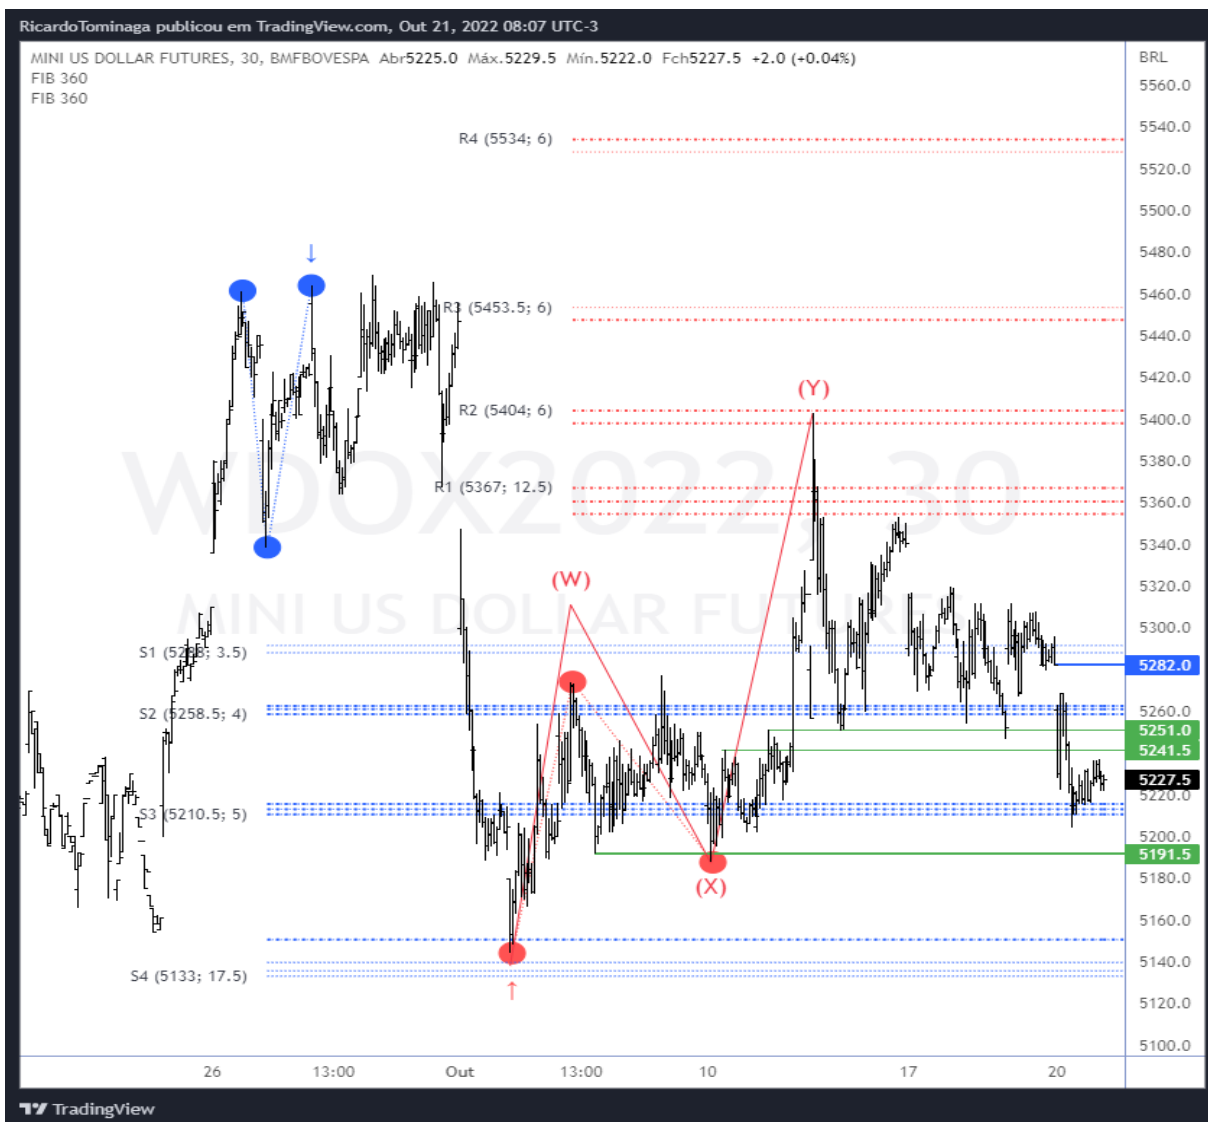 RicardoTominaga publicou em TradingView.com, Out 21, 2022 08:07 UTC-3
MINI US DOLLAR FUTURES, 30, BMFBOVESPA Abr5225.0 Máx.5229.5 Mín.5222.0 Fch5227.5 +2.0 (+0.04%)
FIB 360
FIB 360
BRL
5560.0
5540.0
5520.0
5500.0
5480.0
5460.0
5440.0
5420.0
5400.0
5380.0
5360.0
5340.0
5320.0
5300.0
5282.0
5260.0
5251.0
5241.5
5227.5
5220.0
5200.0
5191.5
5180.0
5160.0
5140.0
5120.0
5100.0
R4 (5534; 6)
↓
R3 (5453.5; 6)
(Y)
R2 (5404; 6)
R1 (5367; 12.5)
WDOX2022, 30
(W)
MINI US DOLLAR FUTURES
S1 (5288; 3.5)
S2 (5258.5; 4)
S3 (5210.5; 5)
(X)
S4 (5133; 17.5)
↑
26 13:00 Out 13:00 10 17 20
TradingView